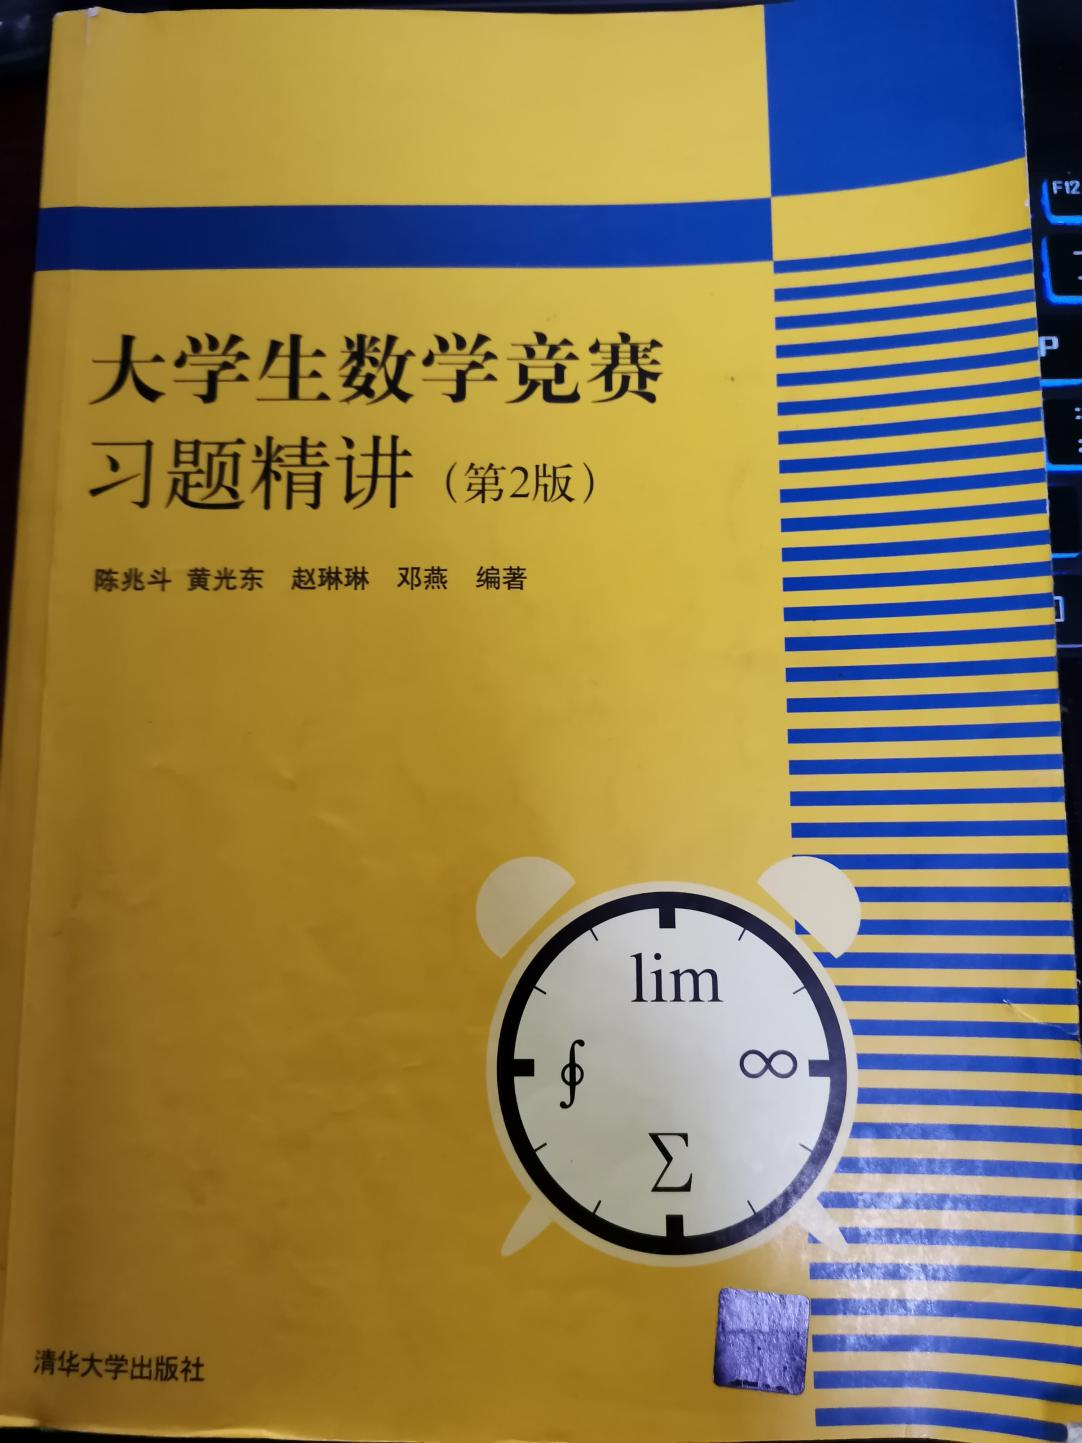 大学生数学竞赛
习题精讲（第2版）
陈兆斗 黄光东 赵琳琳 邓燕 编著
lim
∮ ∞
∑
清华大学出版社
F12
P